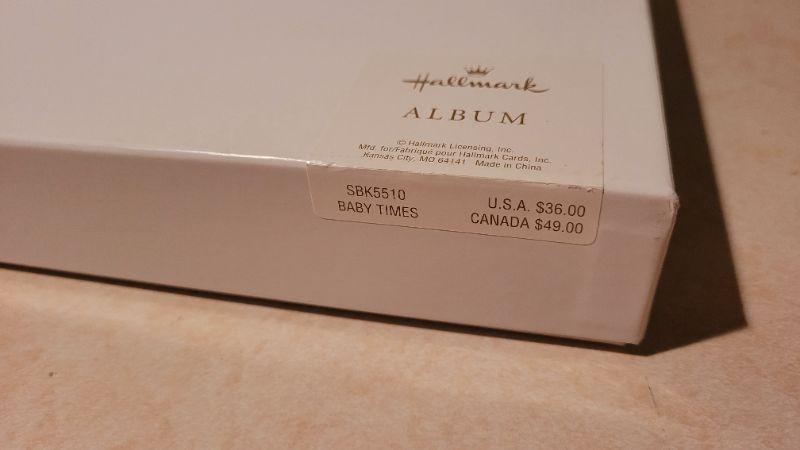 Hallmark
ALBUM
© Hallmark Licensing, Inc.
Mfd. for/Fabriqué pour Hallmark Cards, Inc.
Kansas City, MO 64141 Made in China
SBK5510 U.S.A. $36.00
BABY TIMES CANADA $49.00